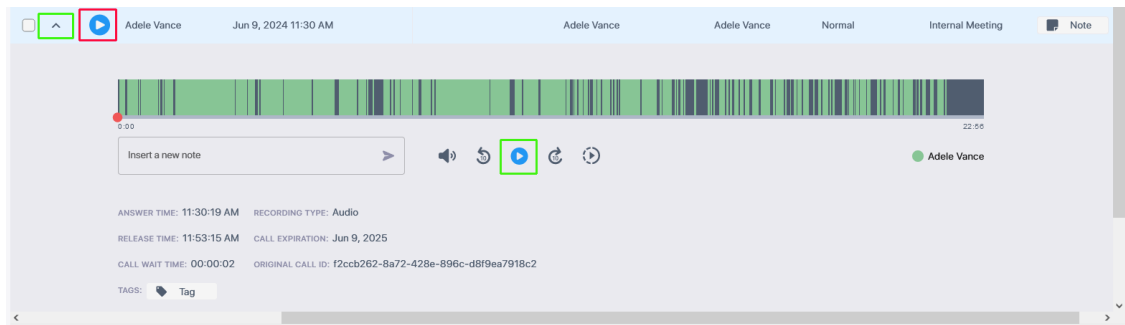 Adele Vance Jun 9, 2024 11:30 AM Adele Vance Adele Vance Normal Internal Meeting Note
0:00 22:56
Insert a new note 10 10 Adele Vance
ANSWER TIME: 11:30:19 AM RECORDING TYPE: Audio
RELEASE TIME: 11:53:15 AM CALL EXPIRATION: Jun 9, 2025
CALL WAIT TIME: 00:00:02 ORIGINAL CALL ID: f2ccb262-8a72-428e-896c-d8f9ea7918c2
TAGS: Tag